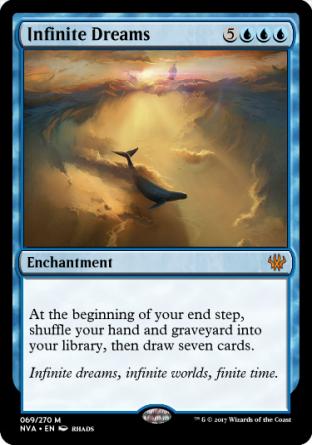 Infinite Dreams 5
Enchantment
At the beginning of your end step,
shuffle your hand and graveyard into
your library, then draw seven cards.
Infinite dreams, infinite worlds, finite time.
069/270 M
NVA • EN RHADS
™ & © 2017 Wizards of the Coast